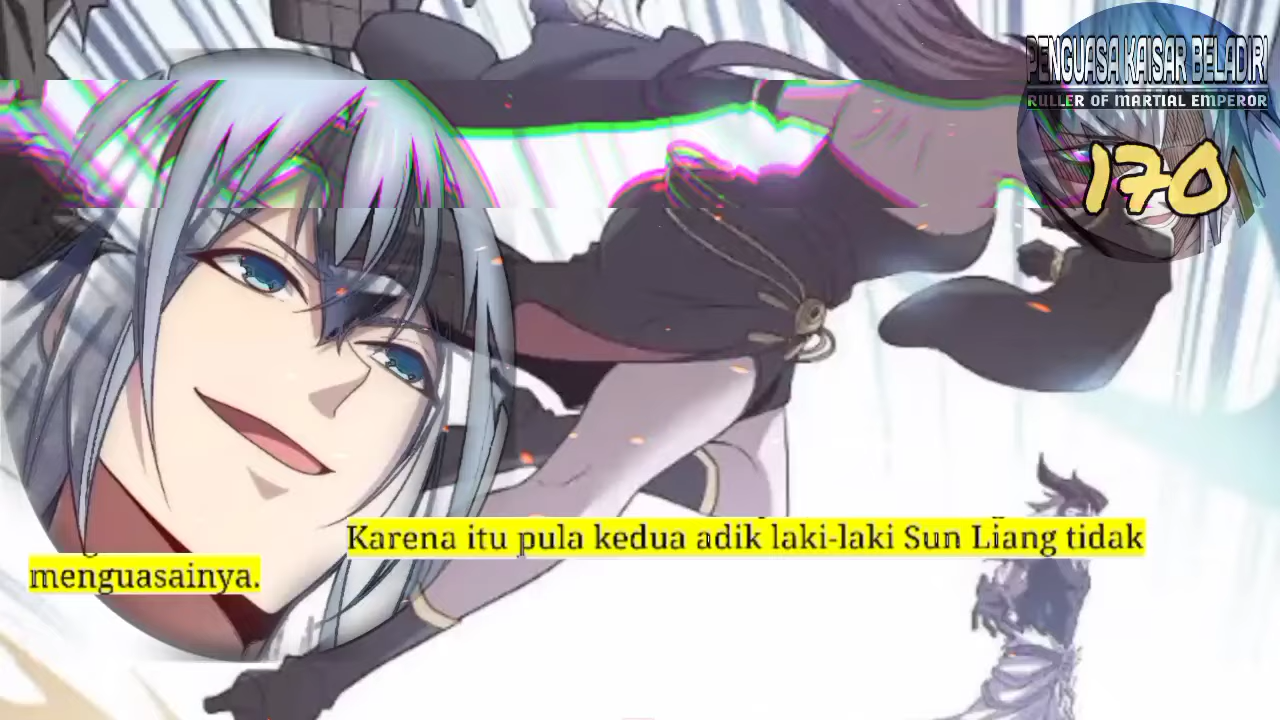 PENGUASA KAISAR BELADIRI
RULLER OF MARTIAL EMPEROR
170
Karena itu pula kedua adik laki-laki Sun Liang tidak
menguasainya.